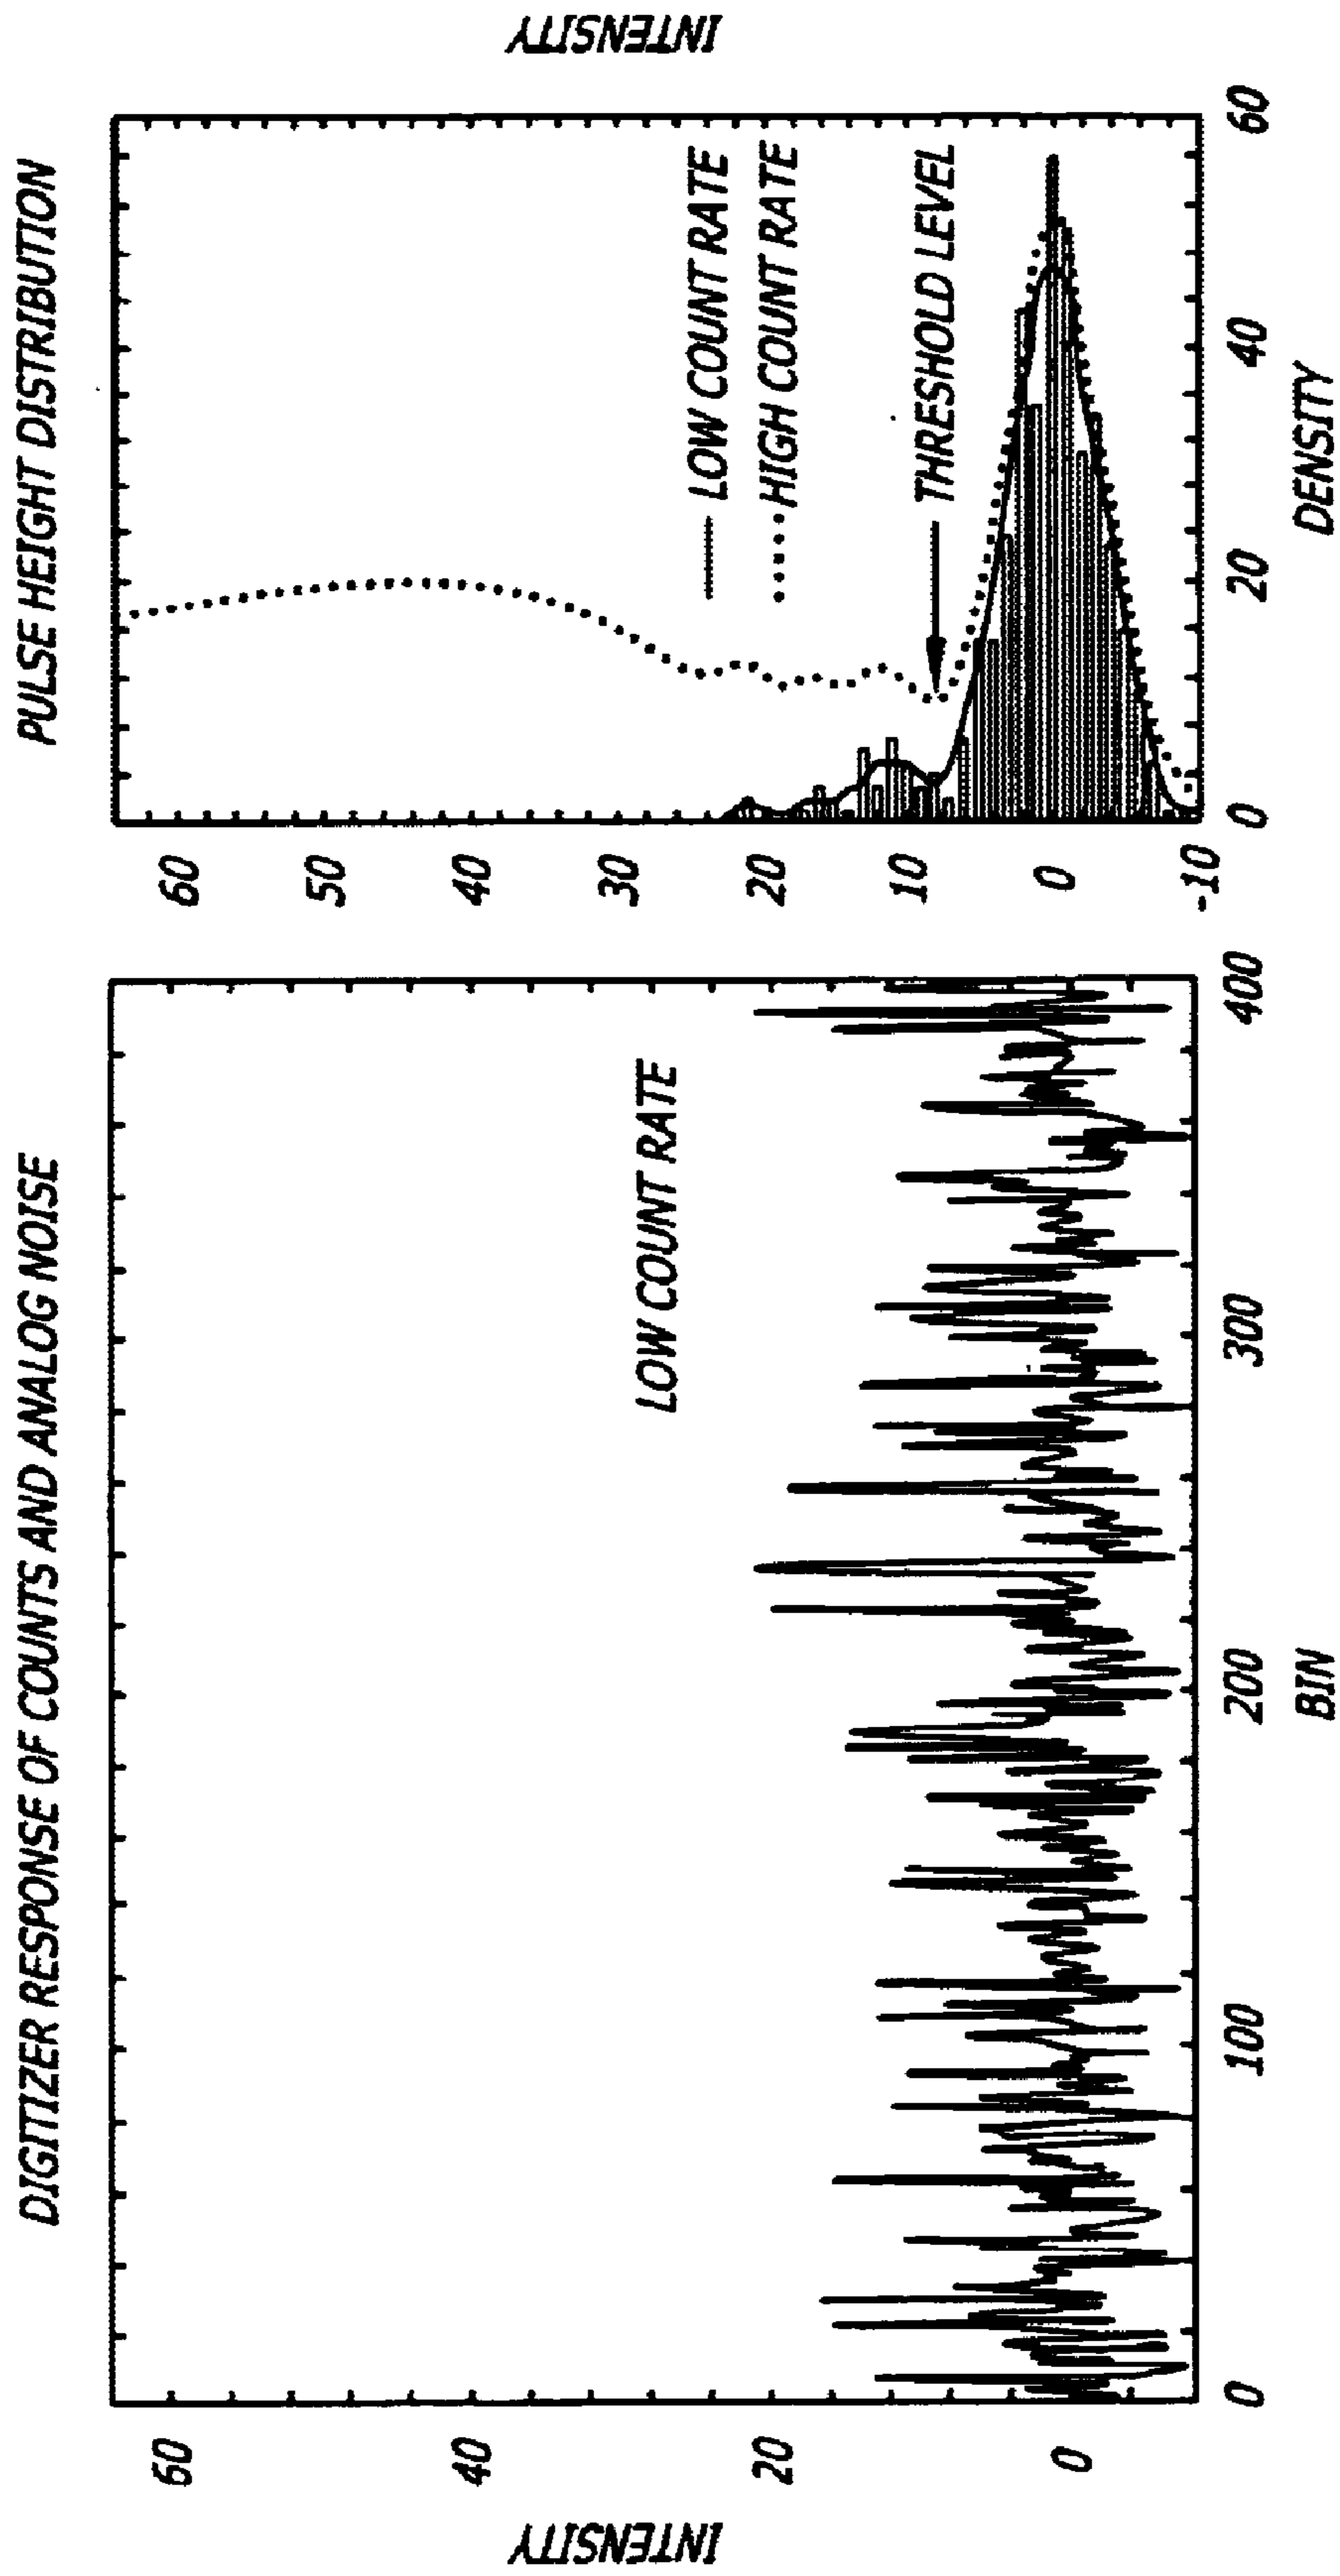 DIGITIZER RESPONSE OF COUNTS AND ANALOG NOISE
INTENSITY
60
40
20
0
LOW COUNT RATE
0
100
200
300
400
BIN
PULSE HEIGHT DISTRIBUTION
60
50
40
30
20
10
0
-10
LOW COUNT RATE
HIGH COUNT RATE
THRESHOLD LEVEL
0
20
40
60
DENSITY
INTENSITY